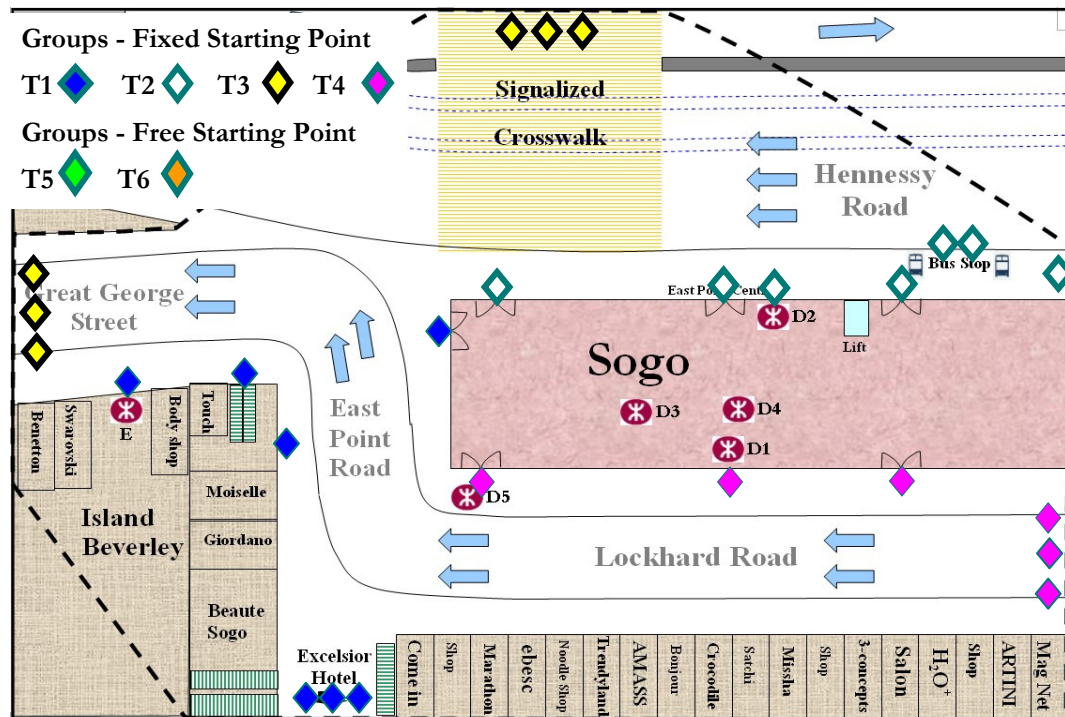 Groups - Fixed Starting Point
T1 T2 T3 T4
Groups - Free Starting Point
T5 T6
Signalized
Crosswalk
Hennessy
Road
Bus Stop
Great George
Street
East Point Cent
D2
Lift
Sogo
D3
D4
D1
D5
East
Point
Road
E
Benetton
Swarovski
Body shop
Touch
Moiselle
Giordano
Island
Beverley
Beaute
Sogo
Lockhard Road
Excelsior
Hotel
Come in
Shop
Marathon
ebesc
Noodle Shop
Trendyland
AMASS
Bonjour
Crocodile
Satchi
Missha
Shop
3-concepts
Salon
H₂O⁺
Shop
ARTINI
Mag Net